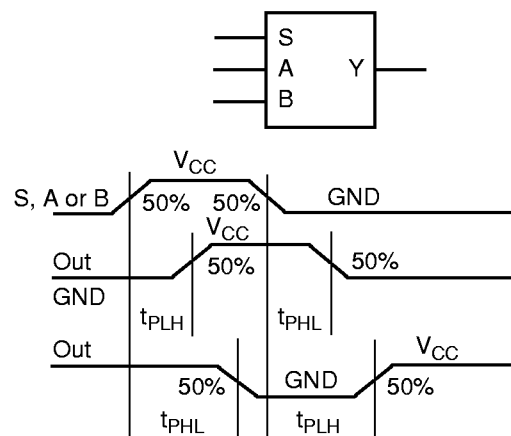 S
A Y
B
V_CC
S, A or B 50% 50% GND
V_CC
Out 50% 50%
GND
t_PLH t_PHL
Out V_CC
50% GND 50%
t_PHL t_PLH